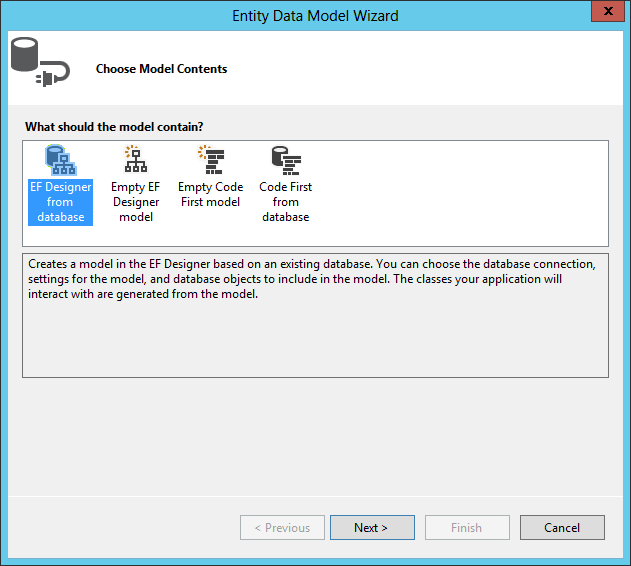 Entity Data Model Wizard
x
Choose Model Contents
What should the model contain?
EF Designer
from
database
Empty EF
Designer
model
Empty Code
First model
Code First
from
database
Creates a model in the EF Designer based on an existing database. You can choose the database connection,
settings for the model, and database objects to include in the model. The classes your application will
interact with are generated from the model.
< Previous
Next >
Finish
Cancel